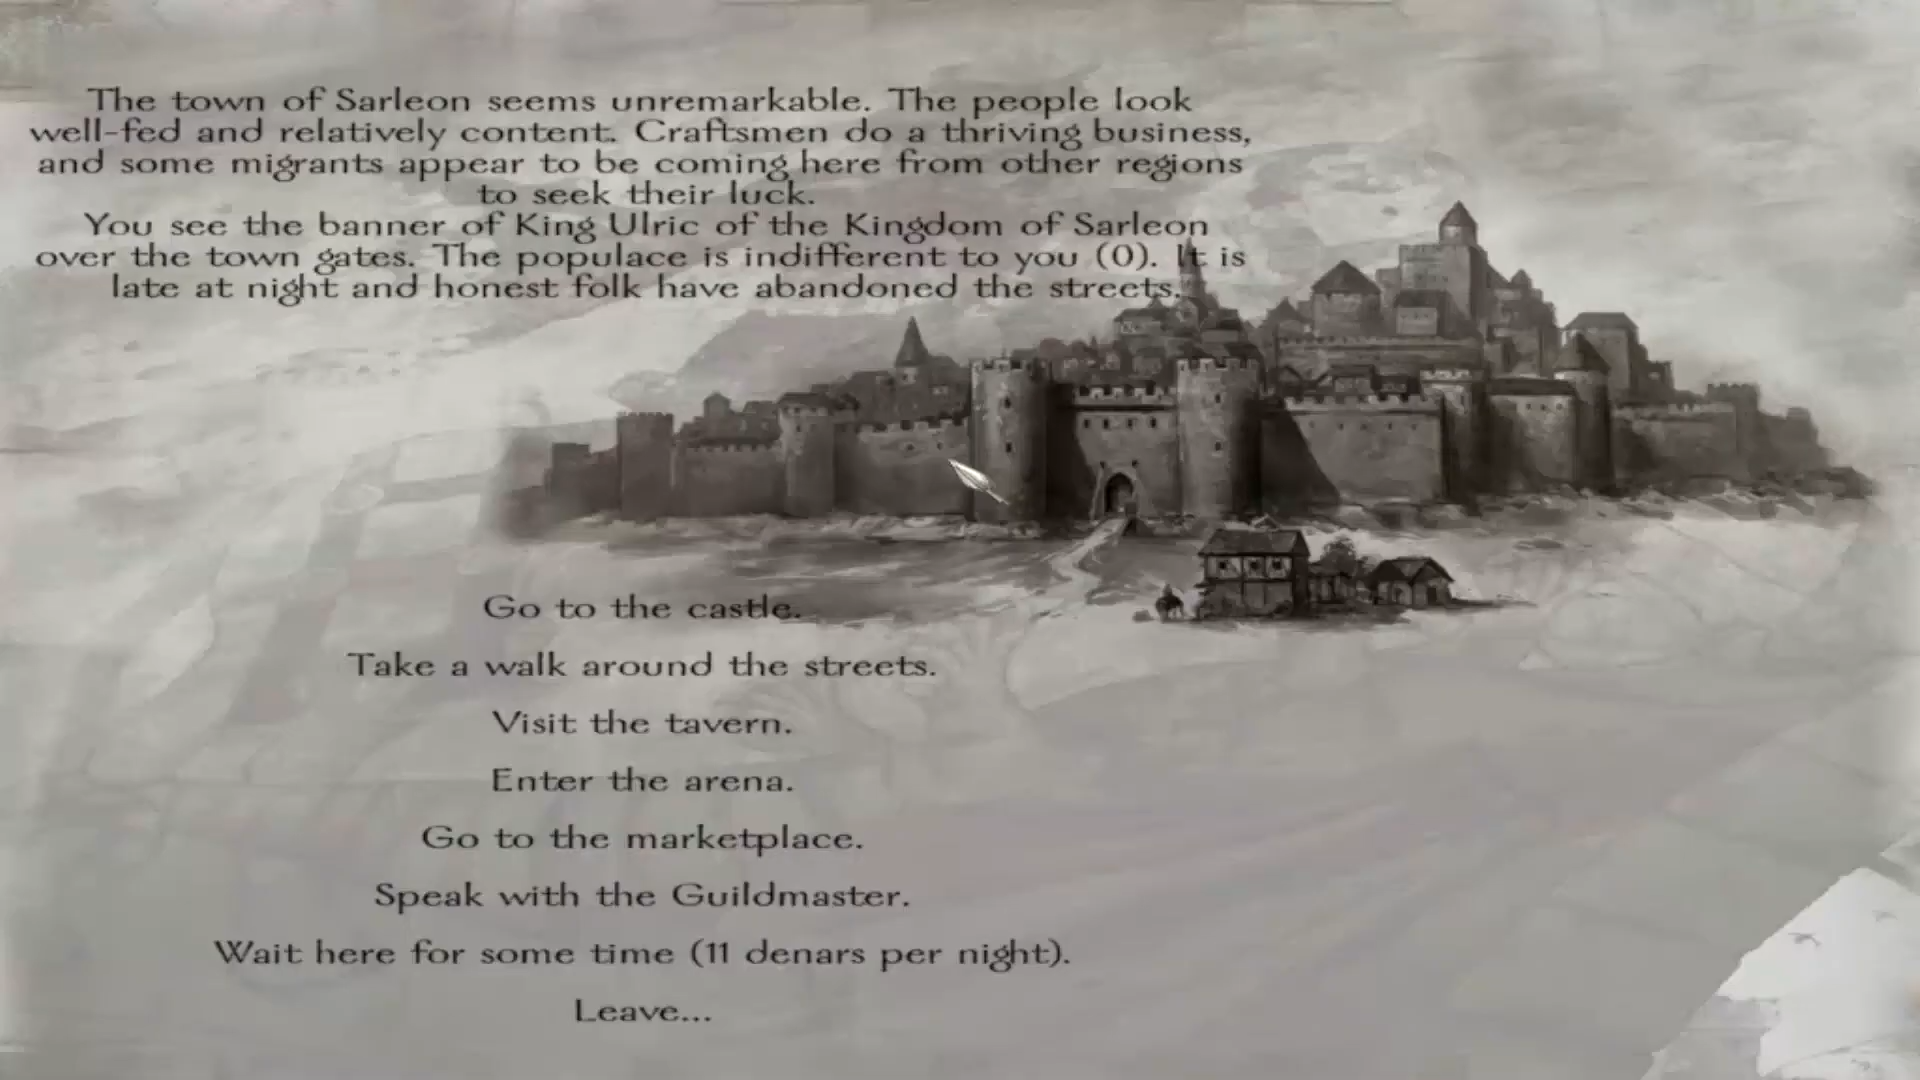 The town of Sarleon seems unremarkable. The people look
well-fed and relatively content. Craftsmen do a thriving business,
and some migrants appear to be coming here from other regions
to seek their luck.
You see the banner of King Ulric of the Kingdom of Sarleon
over the town gates. The populace is indifferent to you (0). It is
late at night and honest folk have abandoned the streets.
Go to the castle.
Take a walk around the streets.
Visit the tavern.
Enter the arena.
Go to the marketplace.
Speak with the Guildmaster.
Wait here for some time (11 denars per night).
Leave...